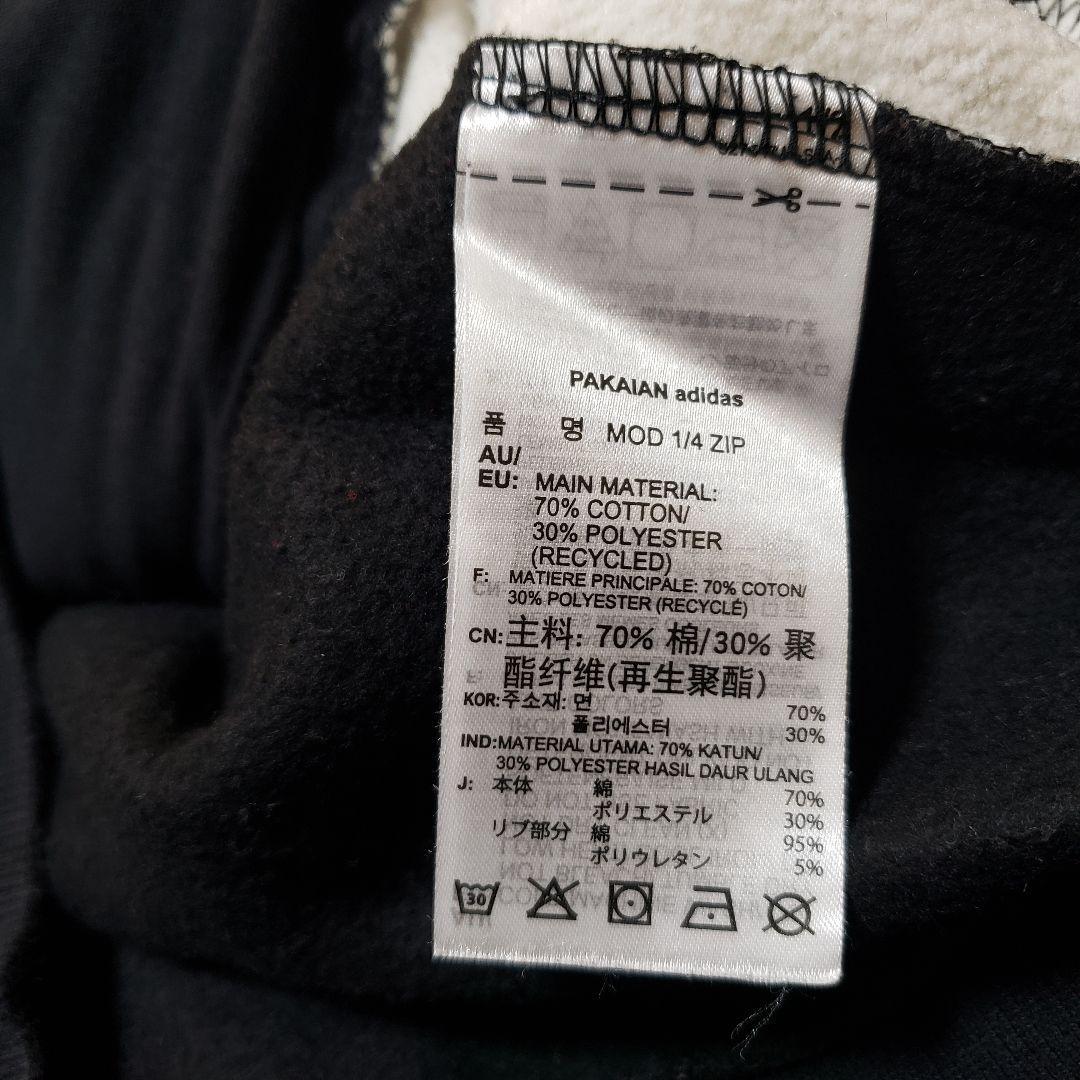 PAKAIAN adidas
품 명 MOD 1/4 ZIP
AU/
EU: MAIN MATERIAL:
70% COTTON/
30% POLYESTER
(RECYCLED)
F: MATIERE PRINCIPALE: 70% COTON/
30% POLYESTER (RECYCLÉ)
CN: 主料: 70% 棉/30% 聚
酯纤维(再生聚酯)
KOR: 주소재: 면 70%
폴리에스터 30%
IND: MATERIAL UTAMA: 70% KATUN/
30% POLYESTER HASIL DAUR ULANG
J: 本体 綿 70%
ポリエステル 30%
リブ部分 綿 95%
ポリウレタン 5%
30